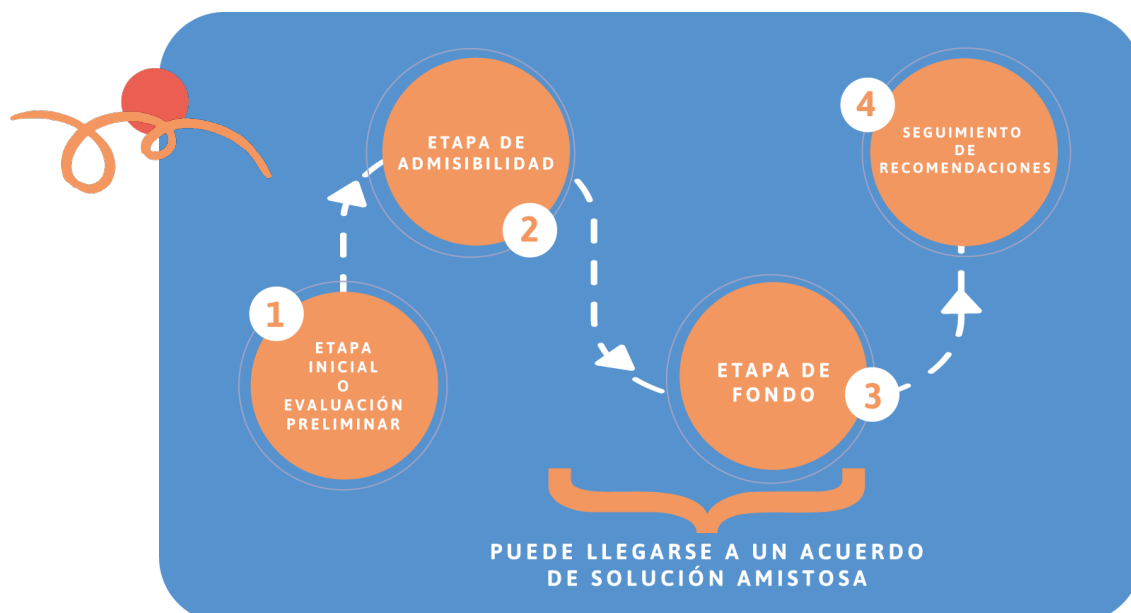 1
ETAPA
INICIAL
O
EVALUACIÓN
PRELIMINAR
ETAPA DE
ADMISIBILIDAD
2
ETAPA DE
FONDO
3
4
SEGUIMIENTO
DE
RECOMENDACIONES
PUEDE LLEGARSE A UN ACUERDO
DE SOLUCIÓN AMISTOSA